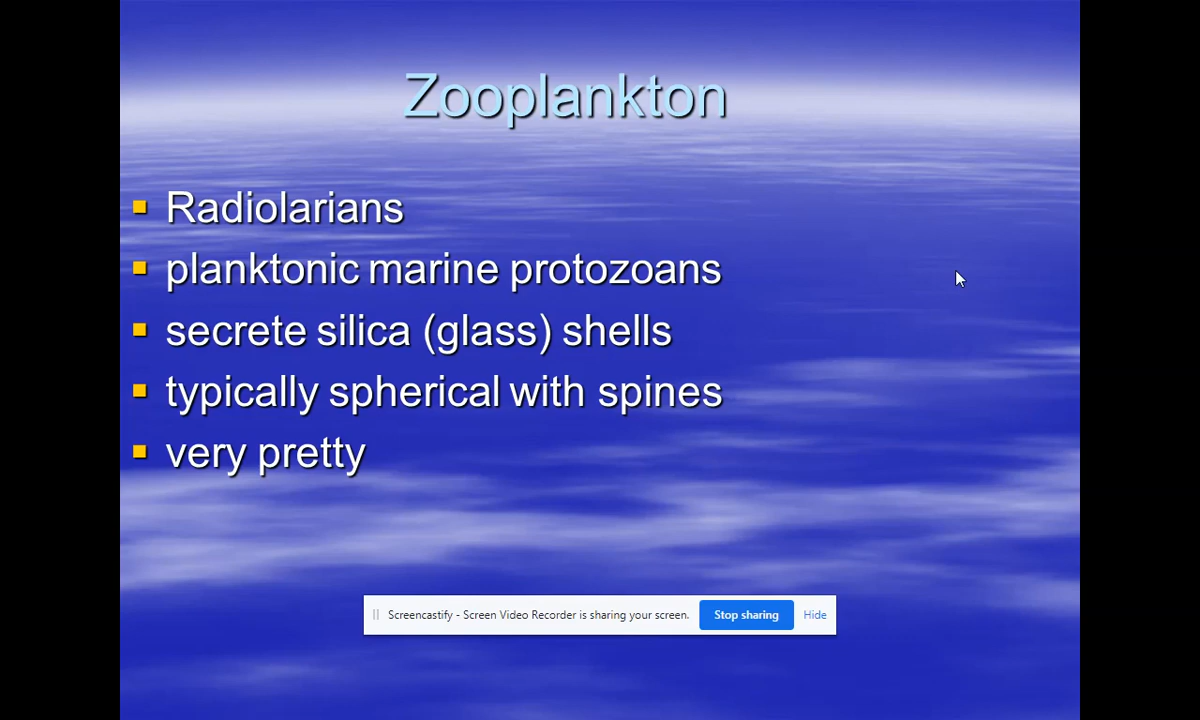 Zooplankton
Radiolarians
planktonic marine protozoans
secrete silica (glass) shells
typically spherical with spines
very pretty
Screencastify - Screen Video Recorder is sharing your screen. Stop sharing Hide